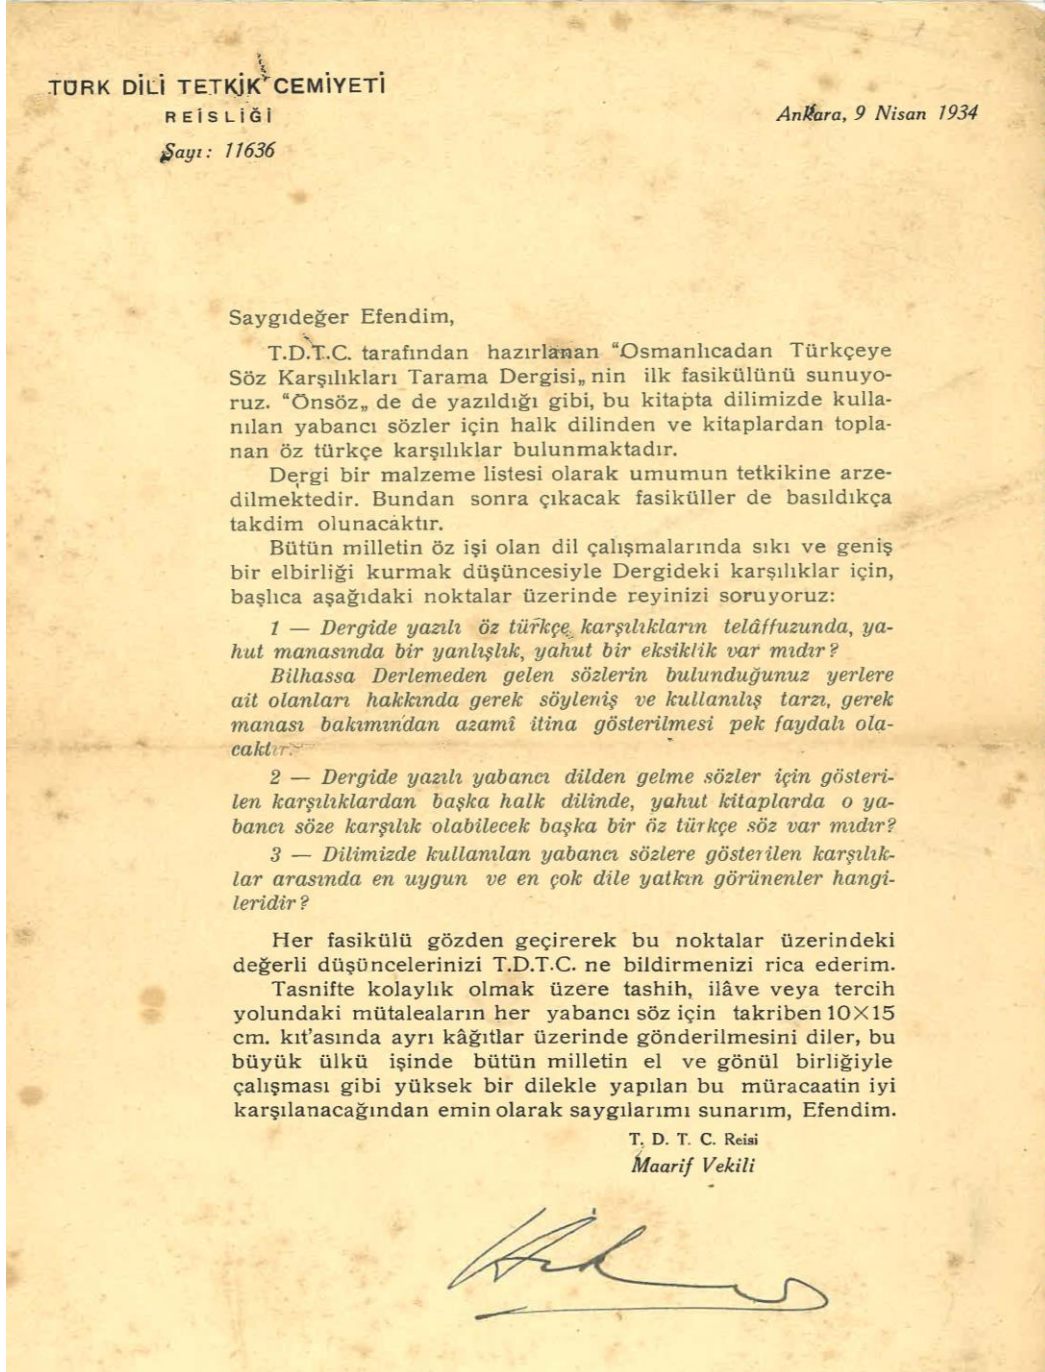 TÜRK DİLİ TETKİK CEMİYETİ
REİSLİĞİ
Sayı: 11636
Ankara, 9 Nisan 1934
Saygıdeğer Efendim,
T.D.T.C. tarafından hazırlanan “Osmanlıcadan Türkçeye
Söz Karşılıkları Tarama Dergisi„ nin ilk fasikülünü sunuyo-
ruz. “Önsöz„ de de yazıldığı gibi, bu kitapta dilimizde kulla-
nılan yabancı sözler için halk dilinden ve kitaplardan topla-
nan öz türkçe karşılıklar bulunmaktadır.
Dergi bir malzeme listesi olarak umumun tetkikine arze-
dilmektedir. Bundan sonra çıkacak fasiküller de basıldıkça
takdim olunacaktır.
Bütün milletin öz işi olan dil çalışmalarında sıkı ve geniş
bir elbirliği kurmak düşüncesiyle Dergideki karşılıklar için,
başlıca aşağıdaki noktalar üzerinde reyinizi soruyoruz:
1 — Dergide yazılı öz türkçe karşılıkların telâffuzunda, ya-
hut manasında bir yanlışlık, yahut bir eksiklik var mıdır?
Bilhassa Derlemeden gelen sözlerin bulunduğunuz yerlere
ait olanları hakkında gerek söyleniş ve kullanılış tarzı, gerek
manası bakımından azamî itina gösterilmesi pek faydalı ola-
caktır.
2 — Dergide yazılı yabancı dilden gelme sözler için gösteri-
len karşılıklardan başka halk dilinde, yahut kitaplarda o ya-
bancı söze karşılık olabilecek başka bir öz türkçe söz var mıdır?
3 — Dilimizde kullanılan yabancı sözlere gösterilen karşılık-
lar arasında en uygun ve en çok dile yatkın görünenler hangi-
leridir?
Her fasikülü gözden geçirerek bu noktalar üzerindeki
değerli düşüncelerinizi T.D.T.C. ne bildirmenizi rica ederim.
Tasnifte kolaylık olmak üzere tashih, ilâve veya tercih
yolundaki mütaleaların her yabancı söz için takriben 10X15
cm. kıt'asında ayrı kâğıtlar üzerinde gönderilmesini diler, bu
büyük ülkü işinde bütün milletin el ve gönül birliğiyle
çalışması gibi yüksek bir dilekle yapılan bu müracaatin iyi
karşılanacağından emin olarak saygılarımı sunarım, Efendim.
T. D. T. C. Reisi
Maarif Vekili